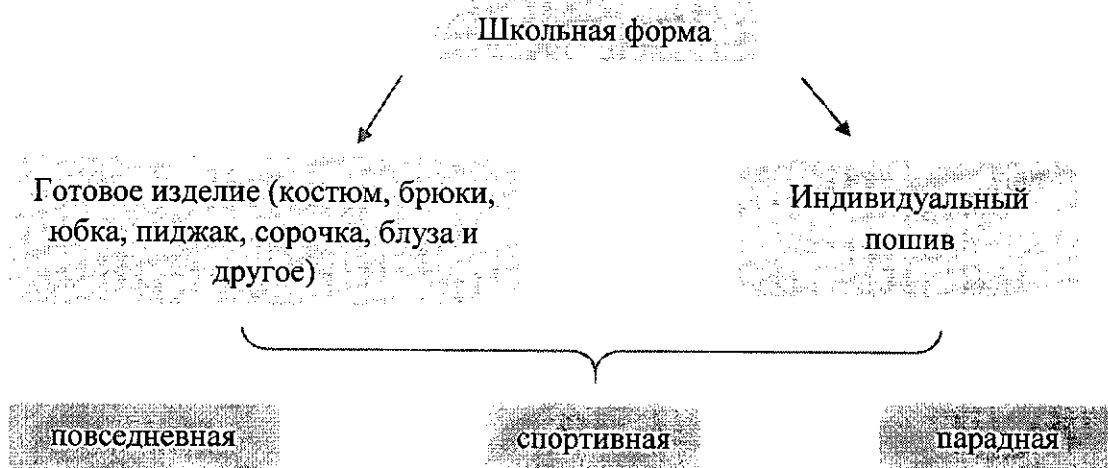 Школьная форма
Готовое изделие (костюм, брюки,
юбка, пиджак, сорочка, блуза и
другое)
Индивидуальный
пошив
повседневная
спортивная
парадная